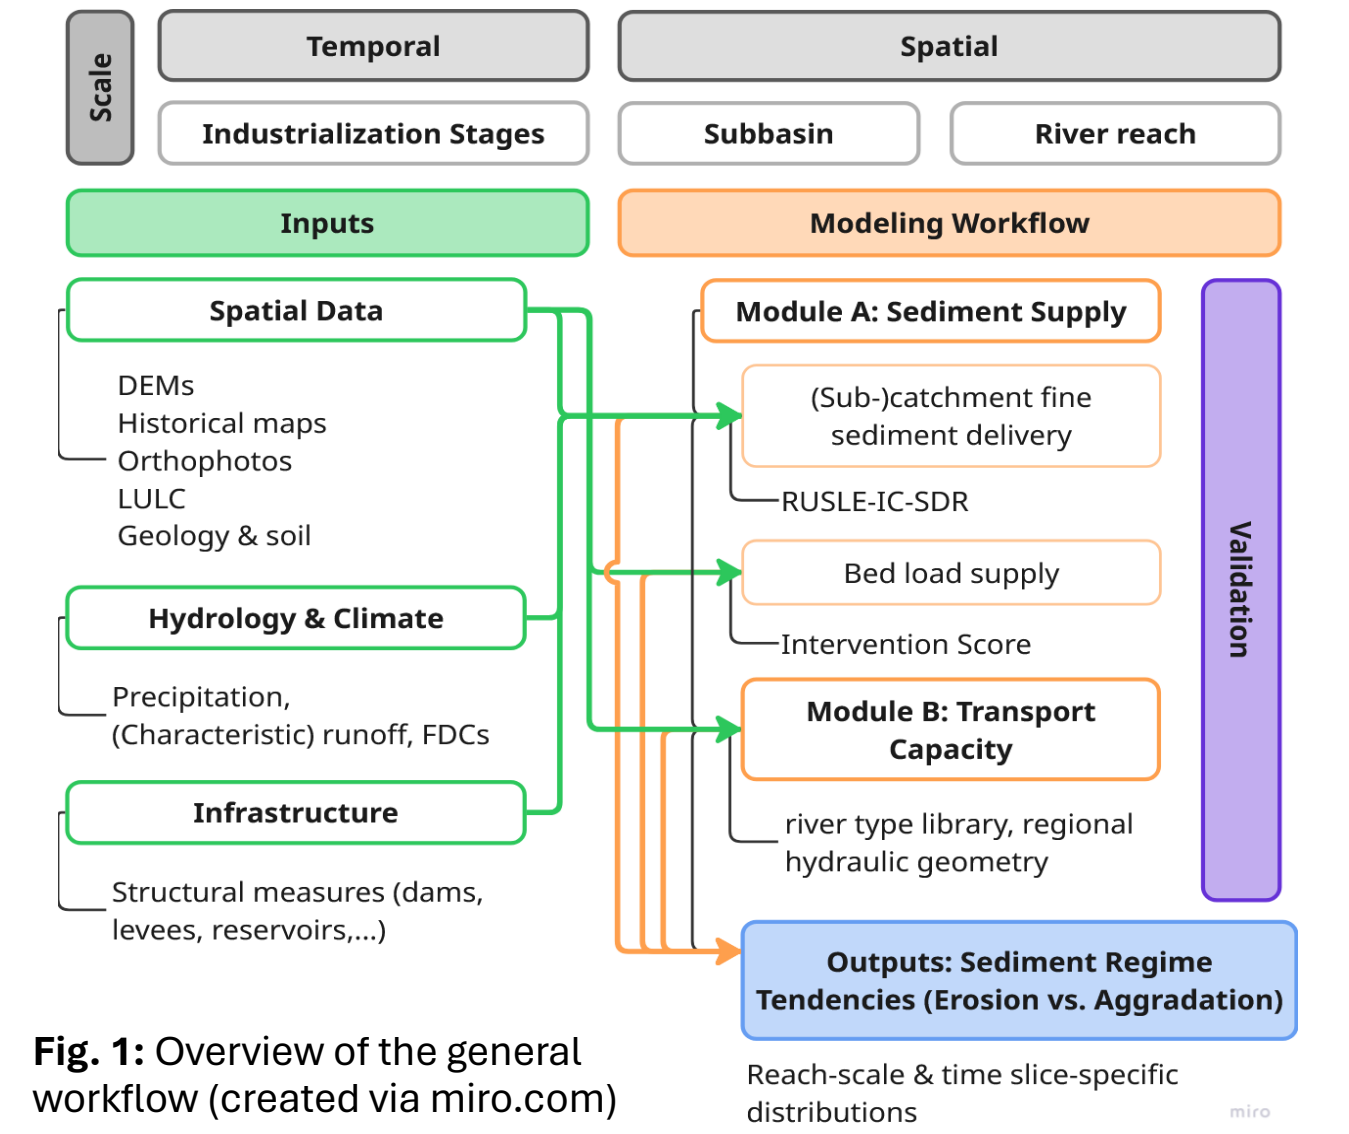 Scale
Temporal
Spatial
Industrialization Stages
Subbasin
River reach
Inputs
Modeling Workflow
Spatial Data
DEMs
Historical maps
Orthophotos
LULC
Geology & soil
Hydrology & Climate
Precipitation,
(Characteristic) runoff, FDCs
Infrastructure
Structural measures (dams,
levees, reservoirs,...)
Module A: Sediment Supply
(Sub-)catchment fine
sediment delivery
RUSLE-IC-SDR
Bed load supply
Intervention Score
Module B: Transport
Capacity
river type library, regional
hydraulic geometry
Validation
Outputs: Sediment Regime
Tendencies (Erosion vs. Aggradation)
Reach-scale & time slice-specific
distributions
Fig. 1: Overview of the general
workflow (created via miro.com)
miro